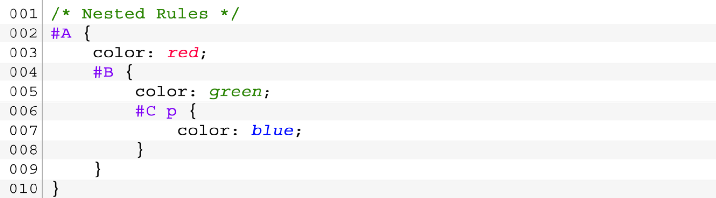 001 /* Nested Rules */
002 #A {
003     color: red;
004     #B {
005         color: green;
006         #C p {
007             color: blue;
008         }
009     }
010 }